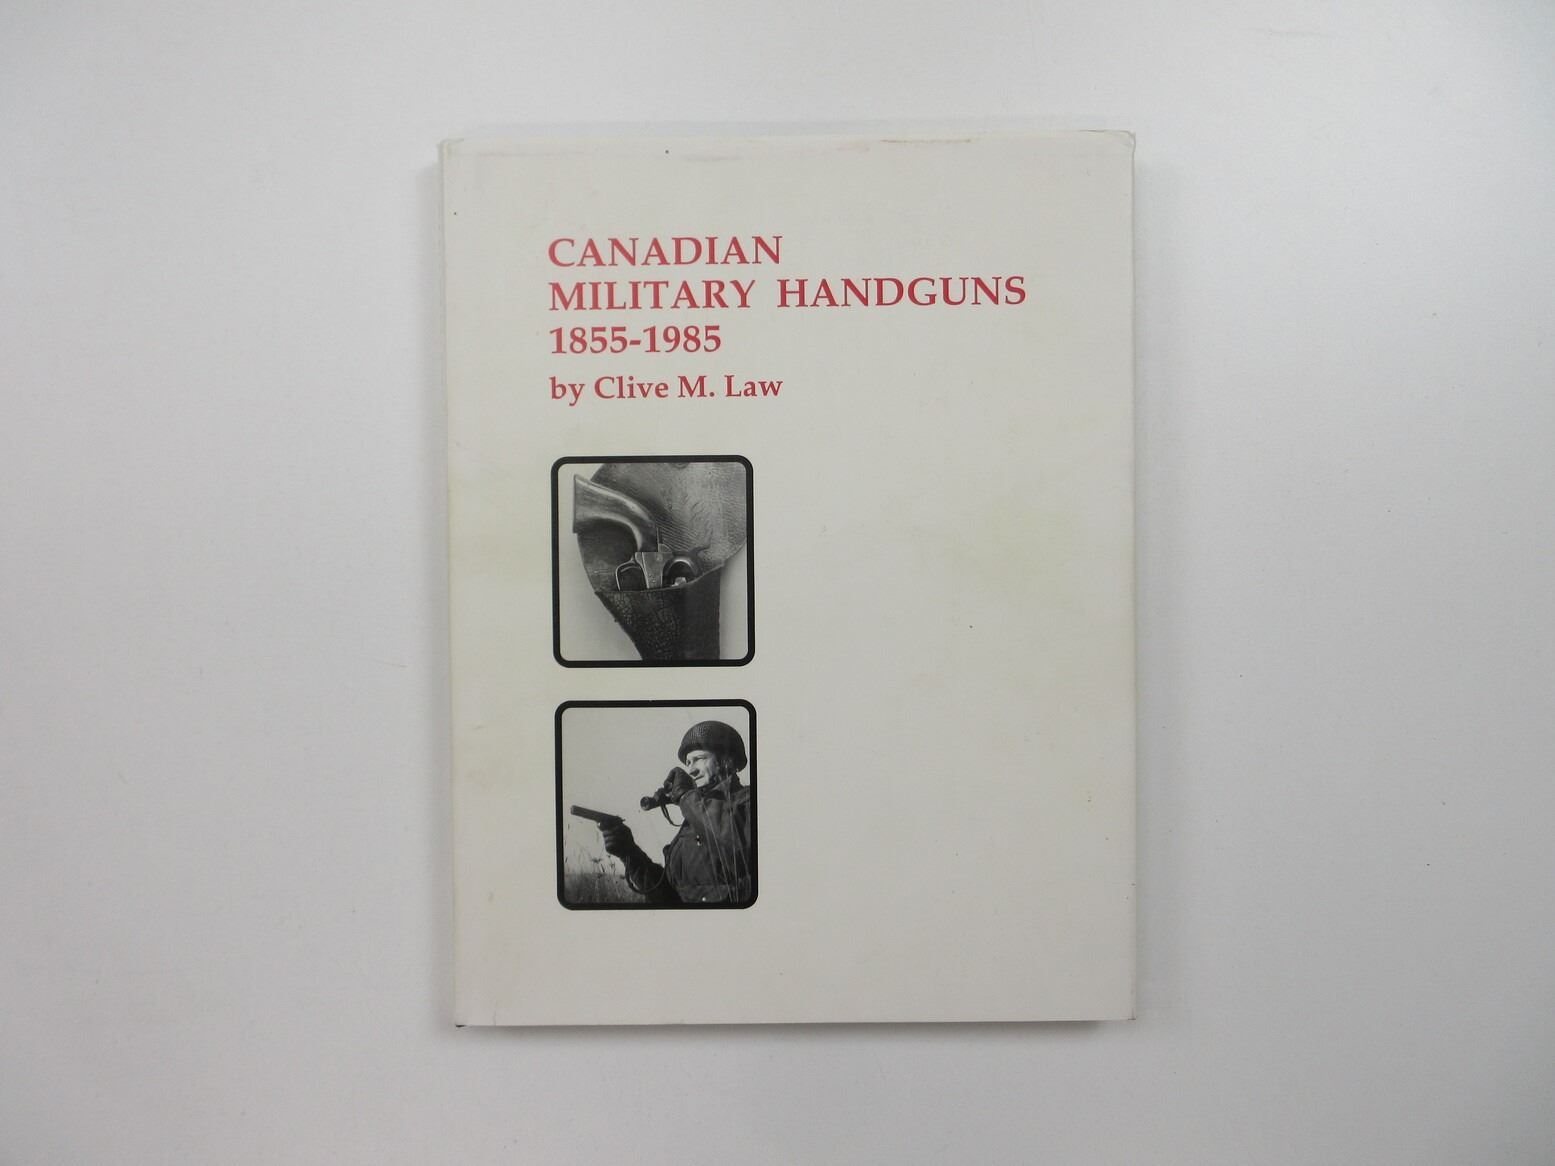 CANADIAN
MILITARY HANDGUNS
1855-1985
by Clive M. Law